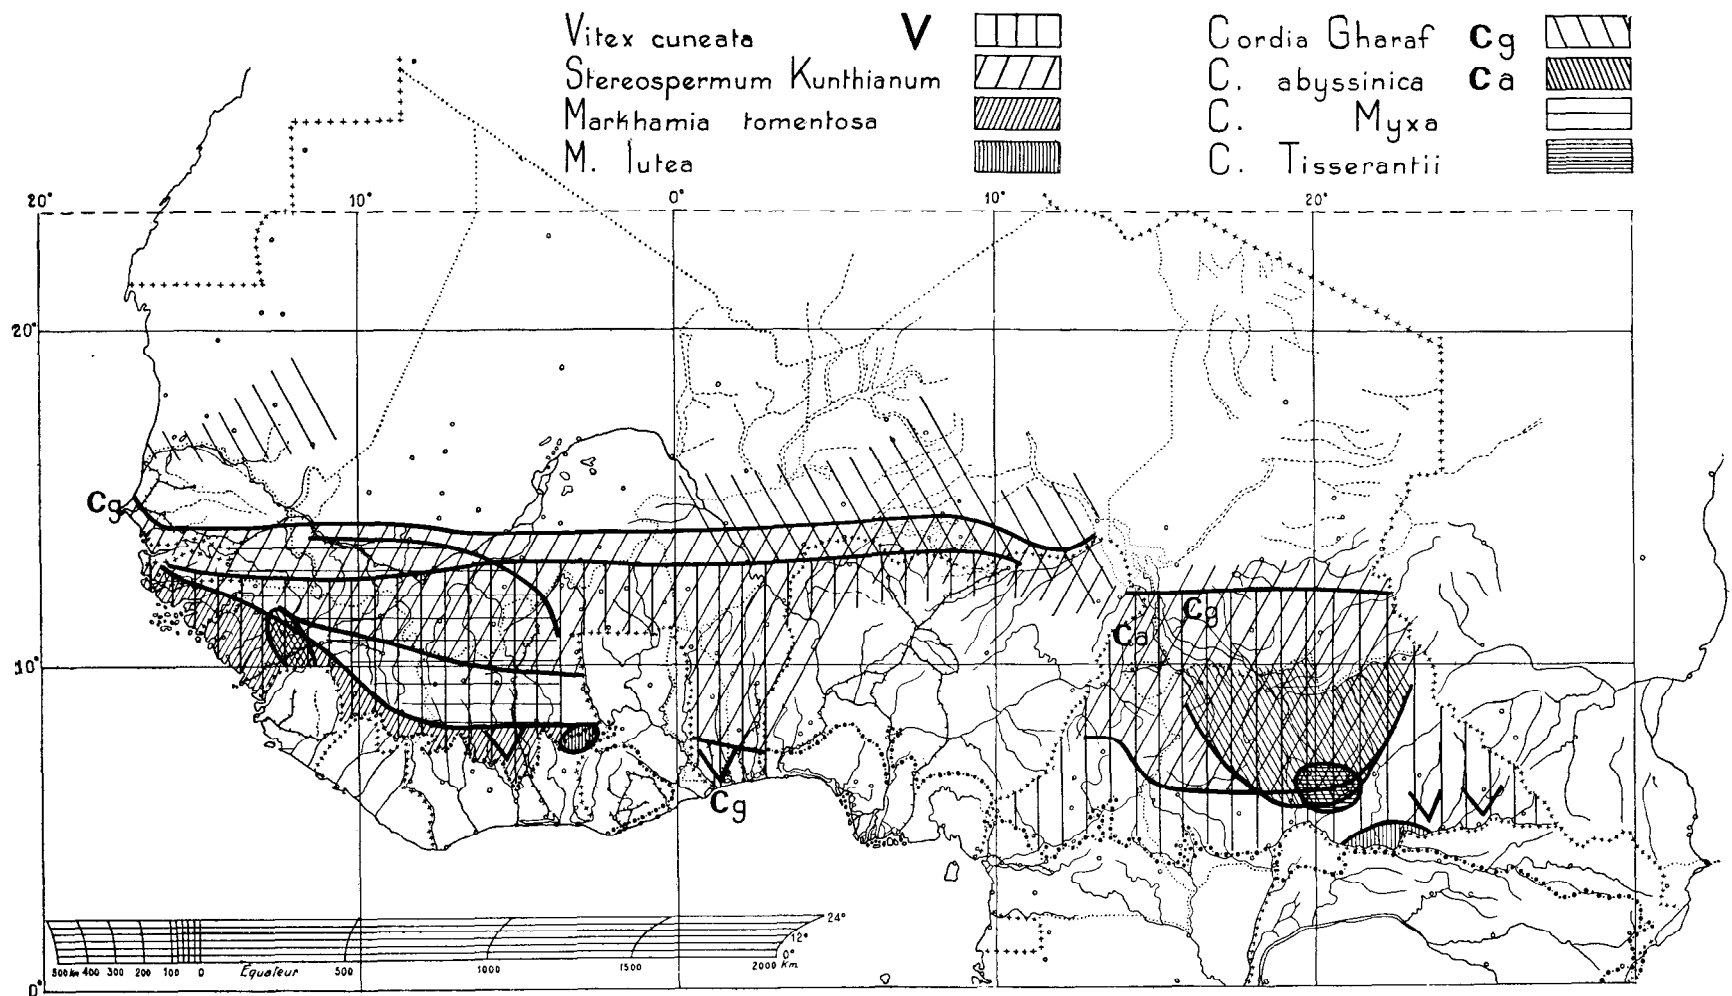 Vitex cuneata V
Stereospermum Kunthianum
Markhamia tomentosa
M. lutea
Cordia Gharaf Cg
C. abyssinica Ca
C. Myxa
C. Tisserantii
20° 10° 0° 10° 20°
20°
Cg
Cg
Ca
10°
V
V
Cg
V V
24°
12°
0°
500 km 400 300 200 100 0 Équateur 500 1000 1500 2000 Km
0°